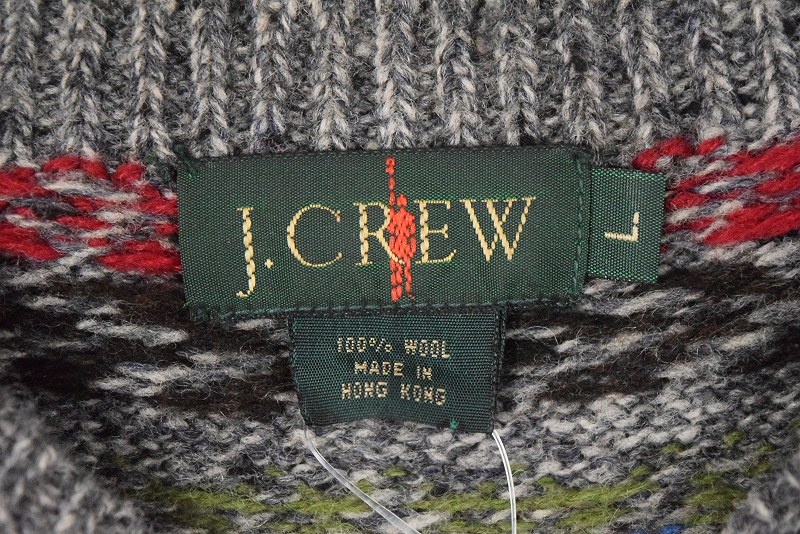 J.CREW
L
100% WOOL
MADE IN
HONG KONG